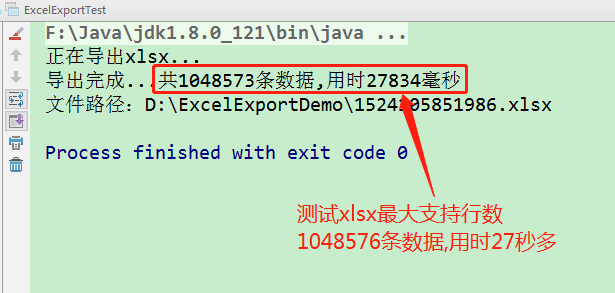 ExcelExportTest
F:\Java\jdk1.8.0_121\bin\java ...
正在导出xlsx...
导出完成...共1048573条数据,用时27834毫秒
文件路径: D:\ExcelExportDemo\1524205851986.xlsx
Process finished with exit code 0
测试xlsx最大支持行数
1048576条数据,用时27秒多